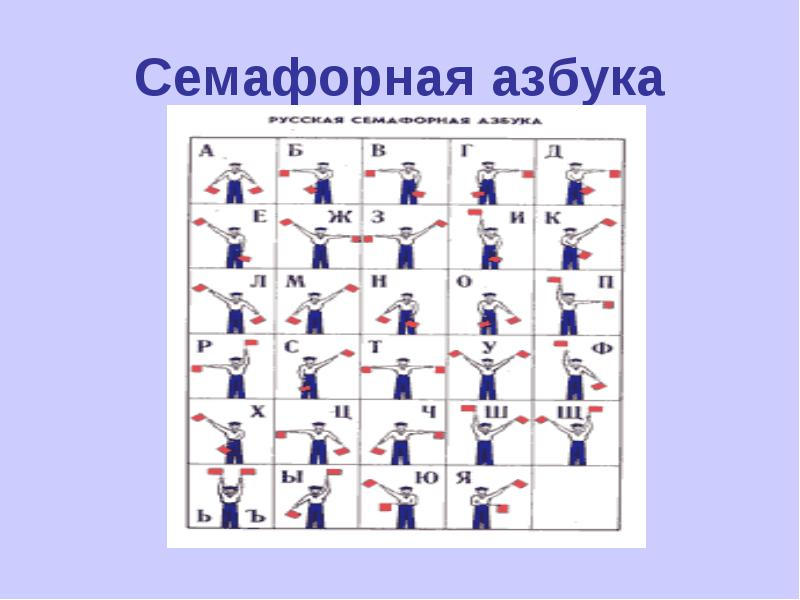 Семафорная азбука
РУССКАЯ СЕМАФОРНАЯ АЗБУКА
А Б В Г Д
Е Ж З И К
Л М Н О П
Р С Т У Ф
Х Ц Ч Ш Щ
Ь Ъ Ы Ю Я